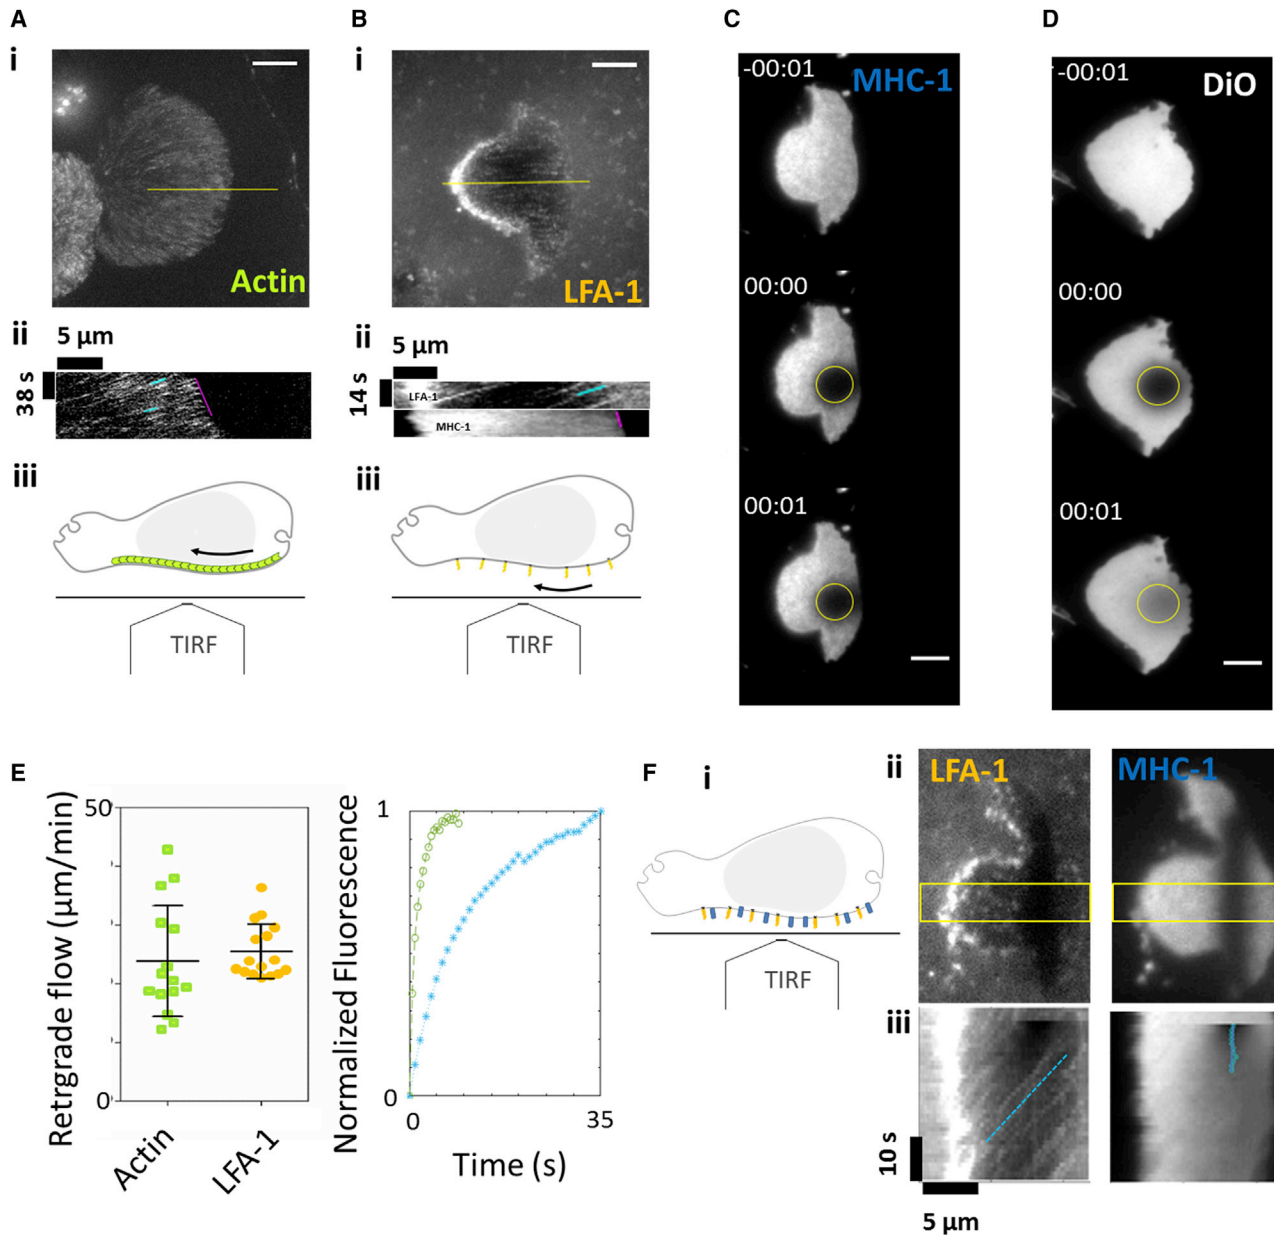 A
i
Actin
ii
5 µm
38 s
iii
TIRF
B
i
LFA-1
ii
5 µm
14 s
LFA-1
MHC-1
iii
TIRF
C
-00:01
MHC-1
00:00
00:01
D
-00:01
DiO
00:00
00:01
E
Retrgrade flow (µm/min)
50
0
Actin
LFA-1
Normalized Fluorescence
1
0
0
35
Time (s)
F
i
TIRF
ii
LFA-1
MHC-1
iii
10 s
5 µm